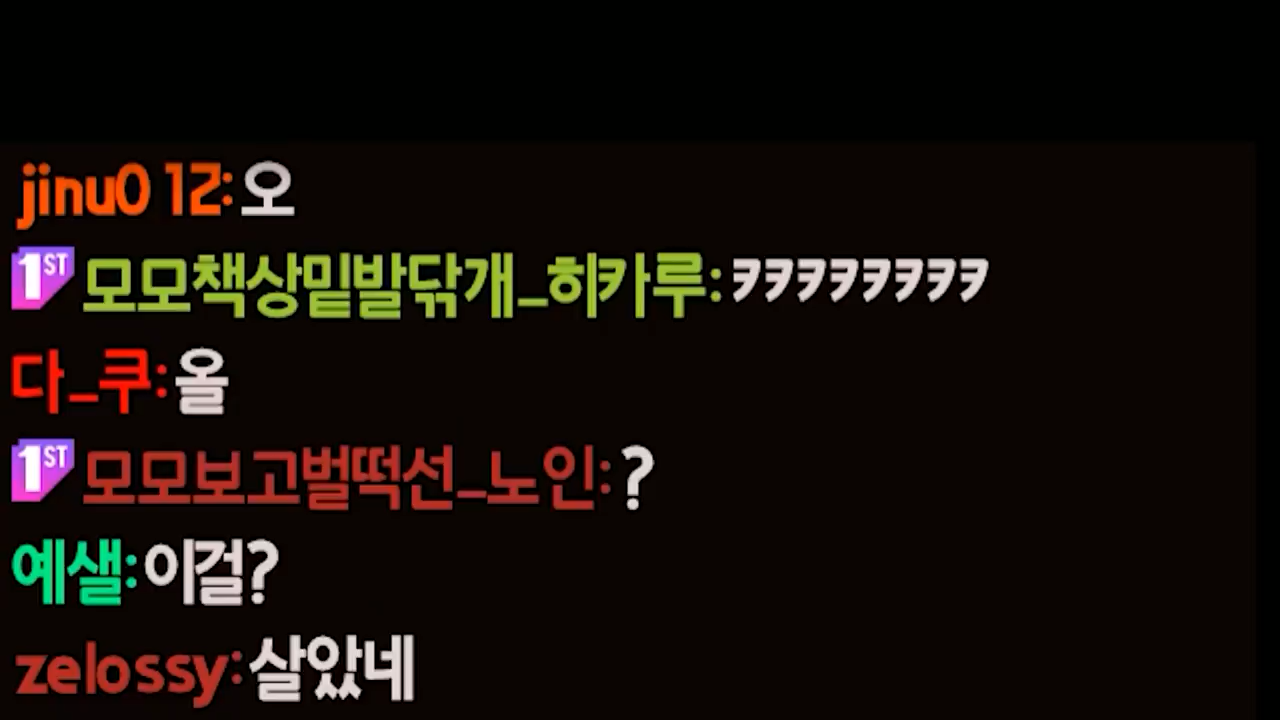 jinu0 12: 오
1ST 모모책상밑발닦개_히카루: ㅋㅋㅋㅋㅋㅋㅋㅋ
다_쿠: 올
1ST 모모보고벌떡선_노인: ?
예샐: 이걸?
zelossy: 살았네